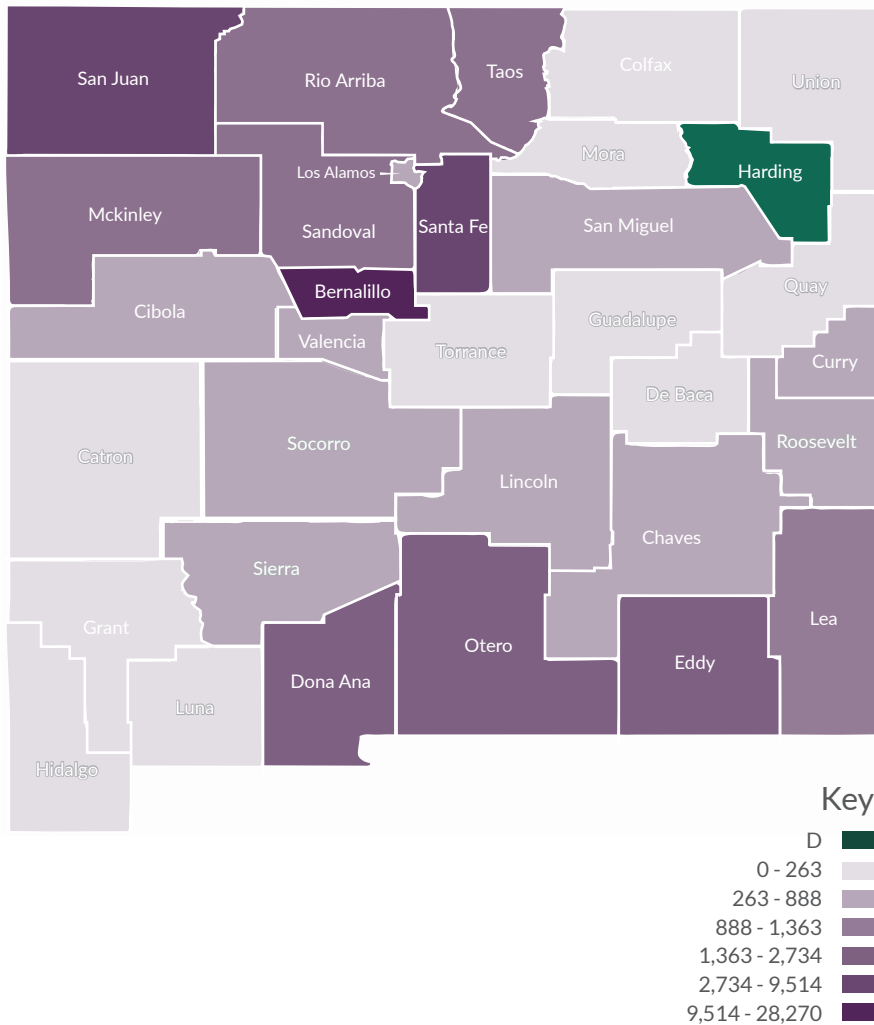 San Juan
Rio Arriba
Taos
Colfax
Union
Mora
Harding
Los Alamos
Mckinley
Sandoval
Santa Fe
San Miguel
Bernalillo
Quay
Cibola
Valencia
Torrance
Guadalupe
Curry
De Baca
Catron
Socorro
Roosevelt
Lincoln
Chaves
Sierra
Grant
Lea
Otero
Eddy
Dona Ana
Luna
Hidalgo
Key
D
0 - 263
263 - 888
888 - 1,363
1,363 - 2,734
2,734 - 9,514
9,514 - 28,270